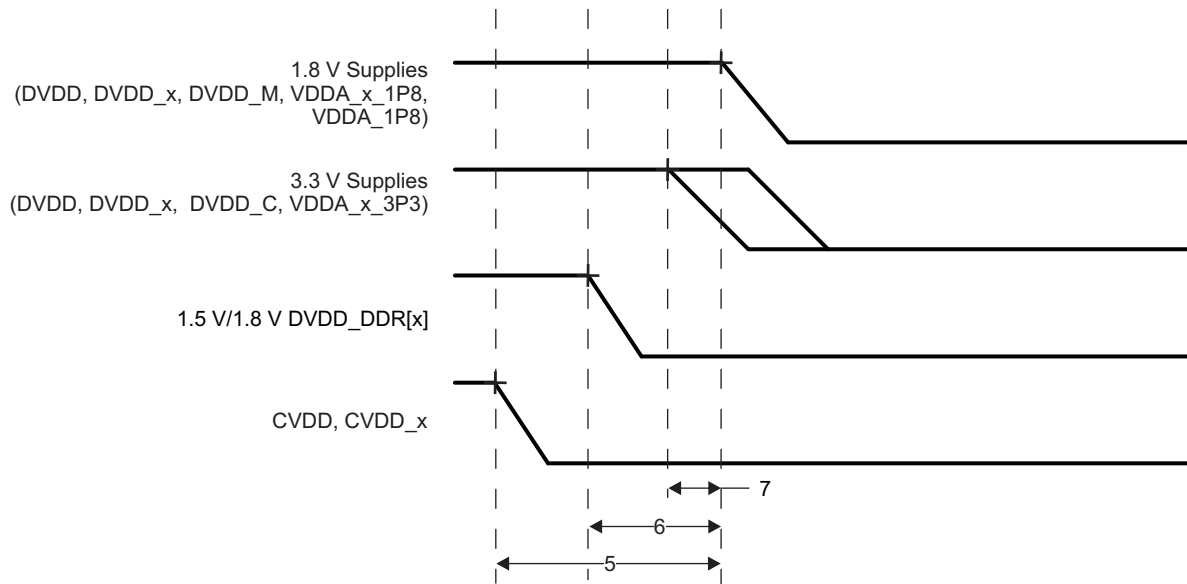 1.8 V Supplies
(DVDD, DVDD_x, DVDD_M, VDDA_x_1P8,
VDDA_1P8)
3.3 V Supplies
(DVDD, DVDD_x, DVDD_C, VDDA_x_3P3)
1.5 V/1.8 V DVDD_DDR[x]
CVDD, CVDD_x
7
6
5